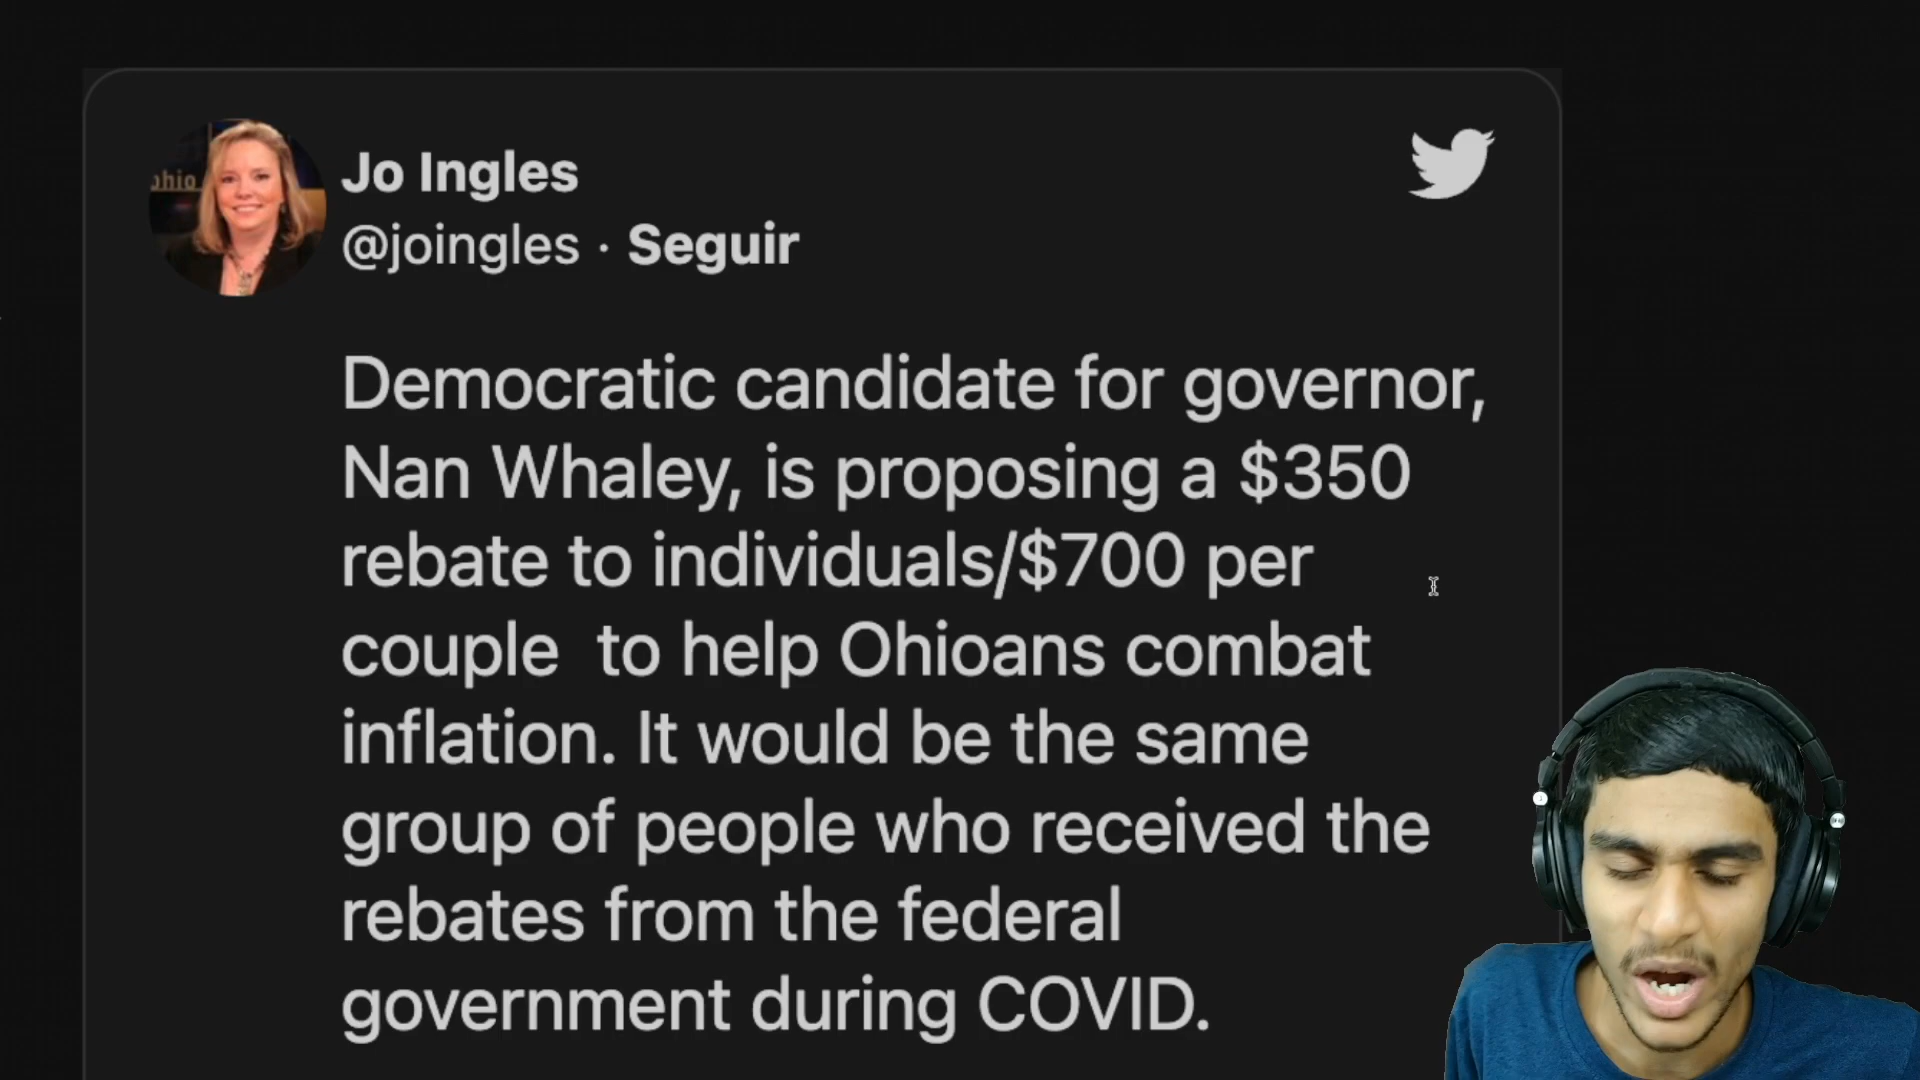 ohio
Jo Ingles
@joingles · Seguir
Democratic candidate for governor,
Nan Whaley, is proposing a $350
rebate to individuals/$700 per
couple  to help Ohioans combat
inflation. It would be the same
group of people who received the
rebates from the federal
government during COVID.